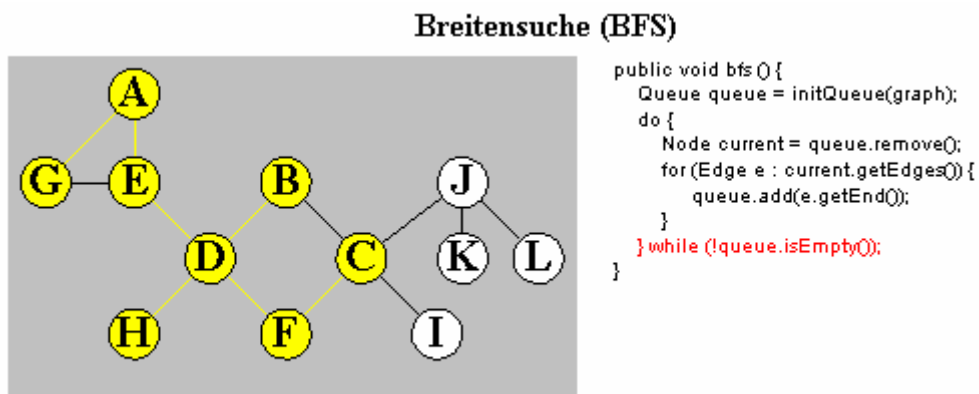 Breitensuche (BFS)
A
G E B J
D C K L
H F I
public void bfs () {
Queue queue = initQueue(graph);
do {
Node current = queue.remove();
for (Edge e : current.getEdges()) {
queue.add(e.getEnd());
}
} while (!queue.isEmpty());
}